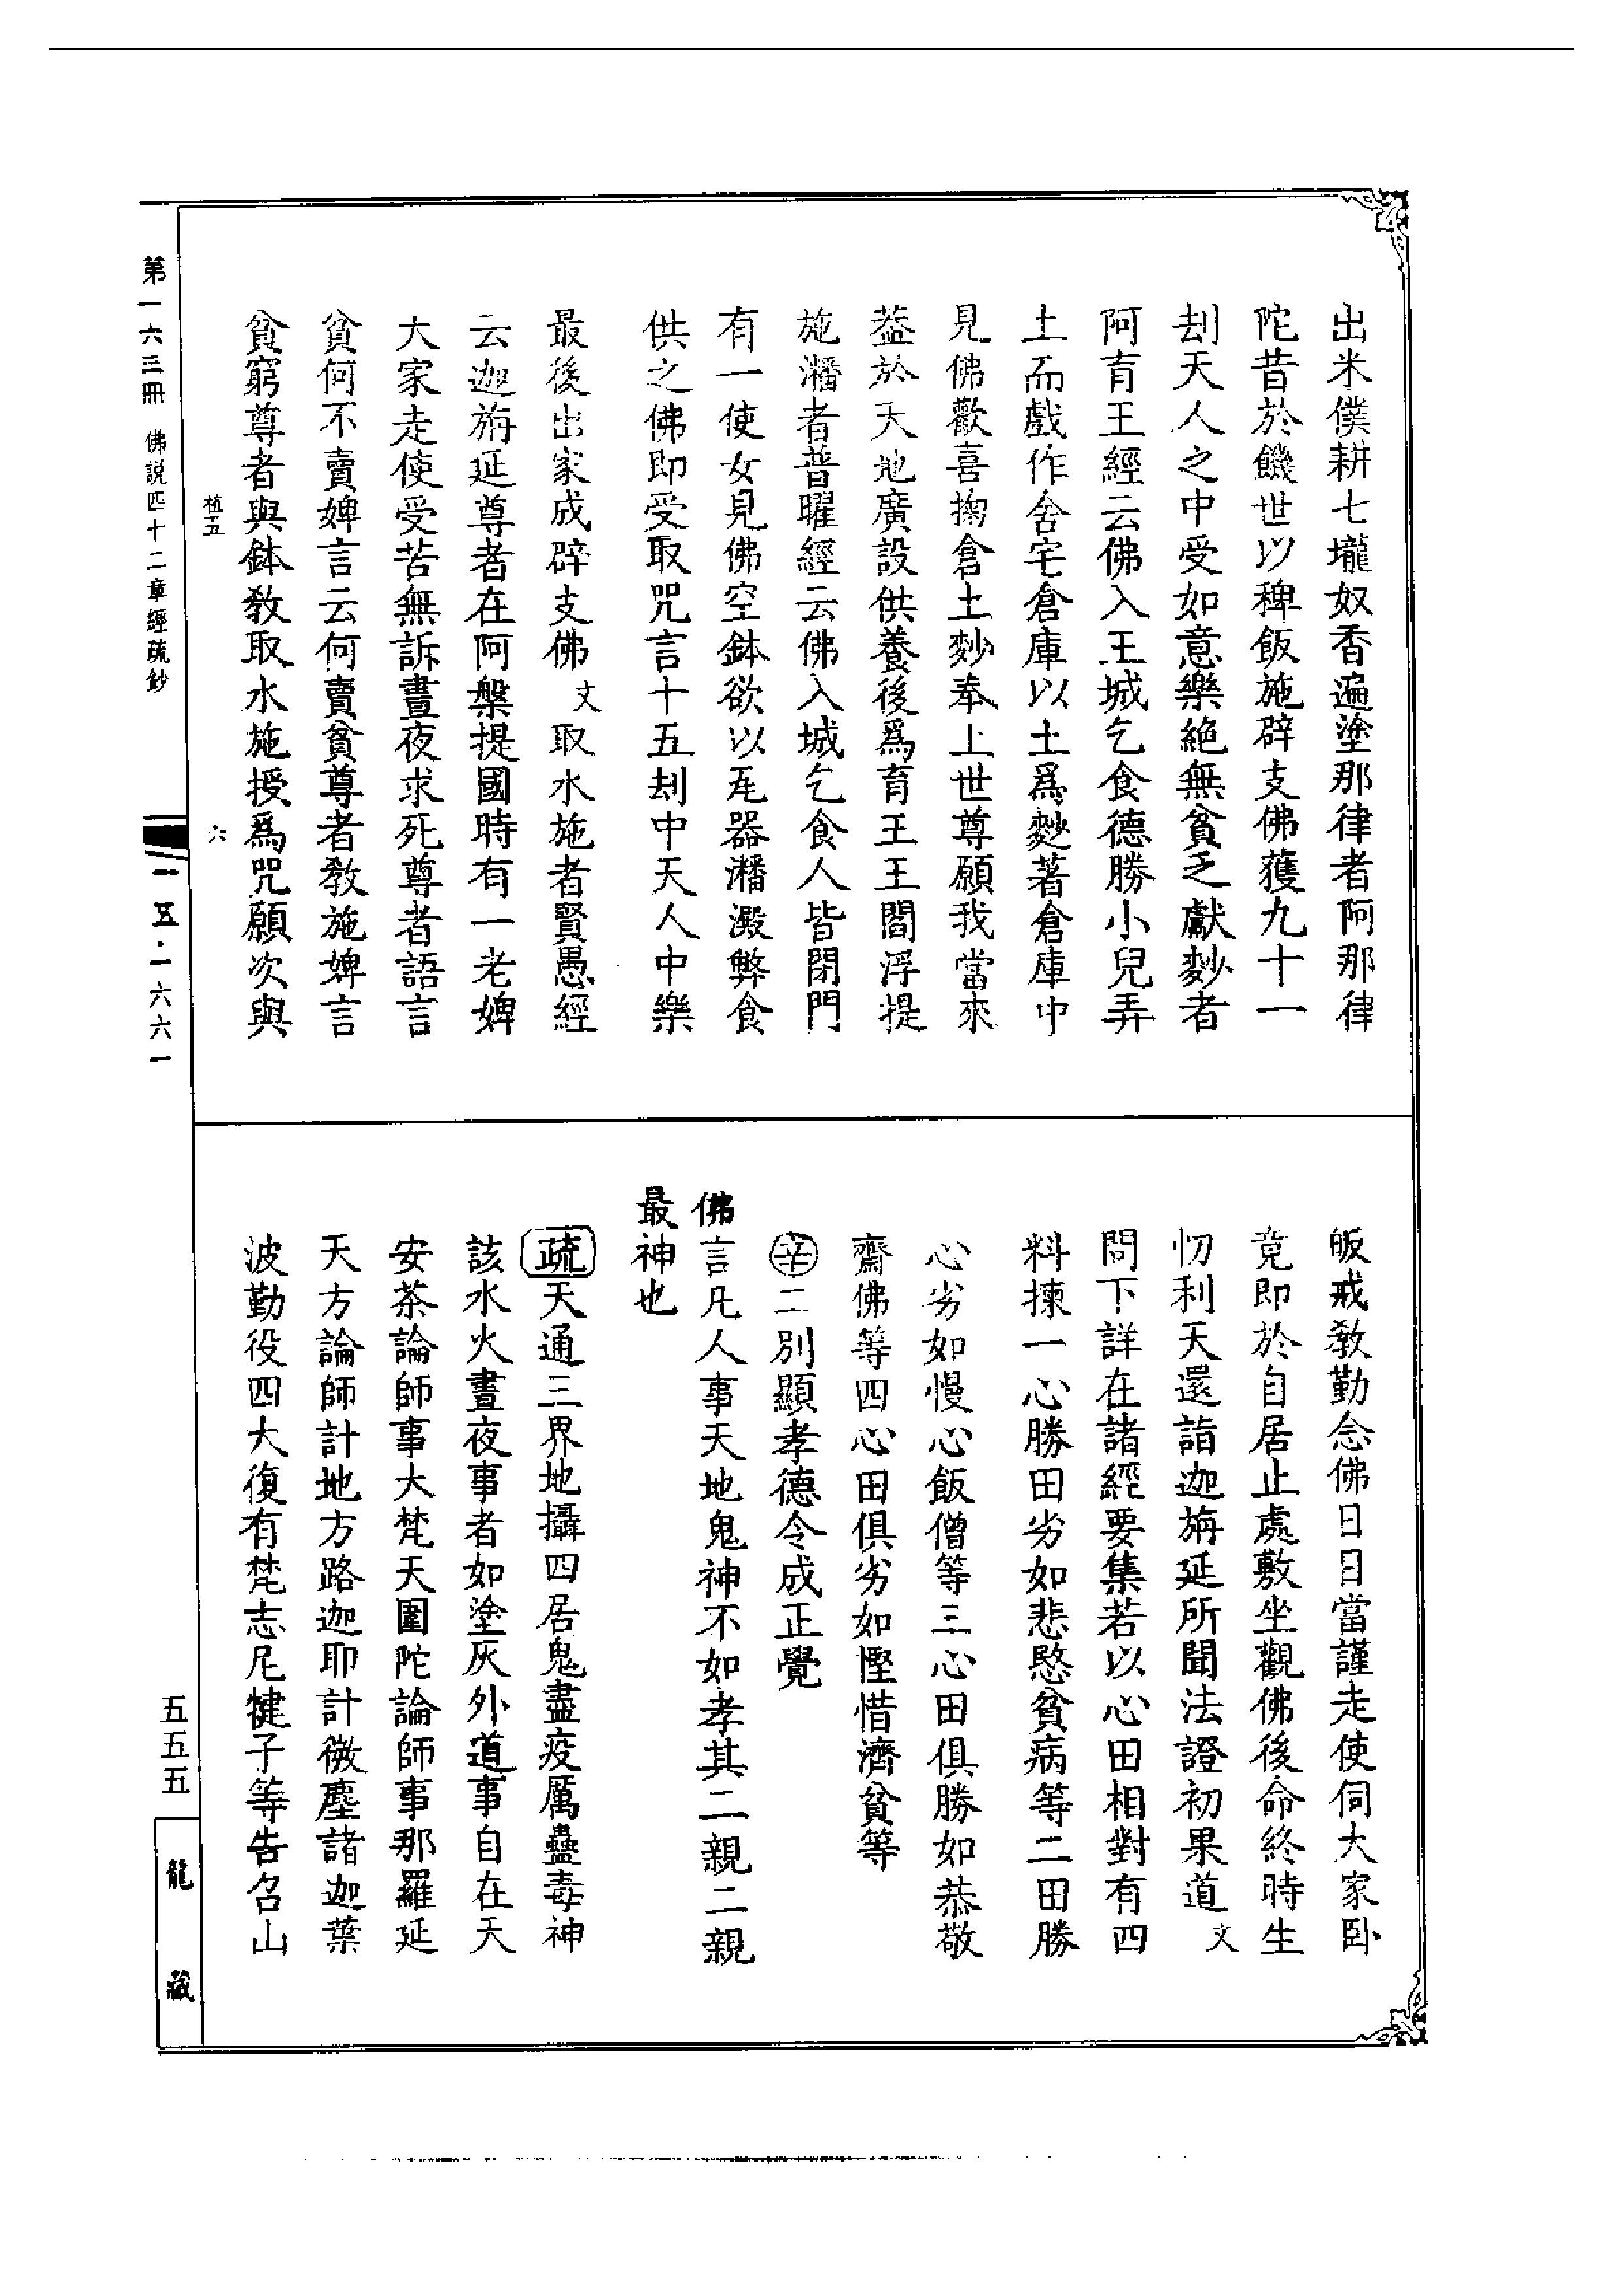 出米僕耕七壠奴香遍塗那律者阿那律
陀昔於饑世以稗飯施辟支佛獲九十一
刦天人之中受如意樂絶無貧乏獻麨者
阿育王經云佛入王城乞食德勝小兒弄
土而戲作舍宅倉庫以土爲麨著倉庫中
見佛歡喜掬倉土麨奉上世尊願我當來
葢於天地廣設供養後爲育王王閻浮提
施潘者普曜經云佛入城乞食人皆閉門
有一使女見佛空鉢欲以瓦器潘澱弊食
供之佛即受取咒言十五刦中天人中樂
最後出家成辟支佛文取水施者賢愚經
云迦旃延尊者在阿槃提國時有一老婢
大家走使受苦無訴晝夜求死尊者語言
貧何不賣婢言云何賣貧尊者教施婢言
貧窮尊者與鉢教取水施授爲咒願次與
植五 六
皈戒教勤念佛日日當謹走使伺大家卧
竟即於自居止處敷坐觀佛後命終時生
忉利天還詣迦旃延所聞法證初果道文
問下詳在諸經要集若以心田相對有四
料揀一心勝田劣如悲愍貧病等二田勝
心劣如慢心飯僧等三心田俱勝如恭敬
齋佛等四心田俱劣如慳惜濟貧等
辛二別顯孝德令成正覺
佛言凡人事天地鬼神不如孝其二親二親
最神也
疏天通三界地攝四居鬼盡疫厲蠱毒神
該水火晝夜事者如塗灰外道事自在天
安茶論師事大梵天圍陀論師事那羅延
天方論師計地方路迦耶計微塵諸迦葉
波勤役四大復有梵志尼犍子等告召山
第一六三冊 佛説四十二章經疏鈔
一五·一六六一
五五五
龍藏